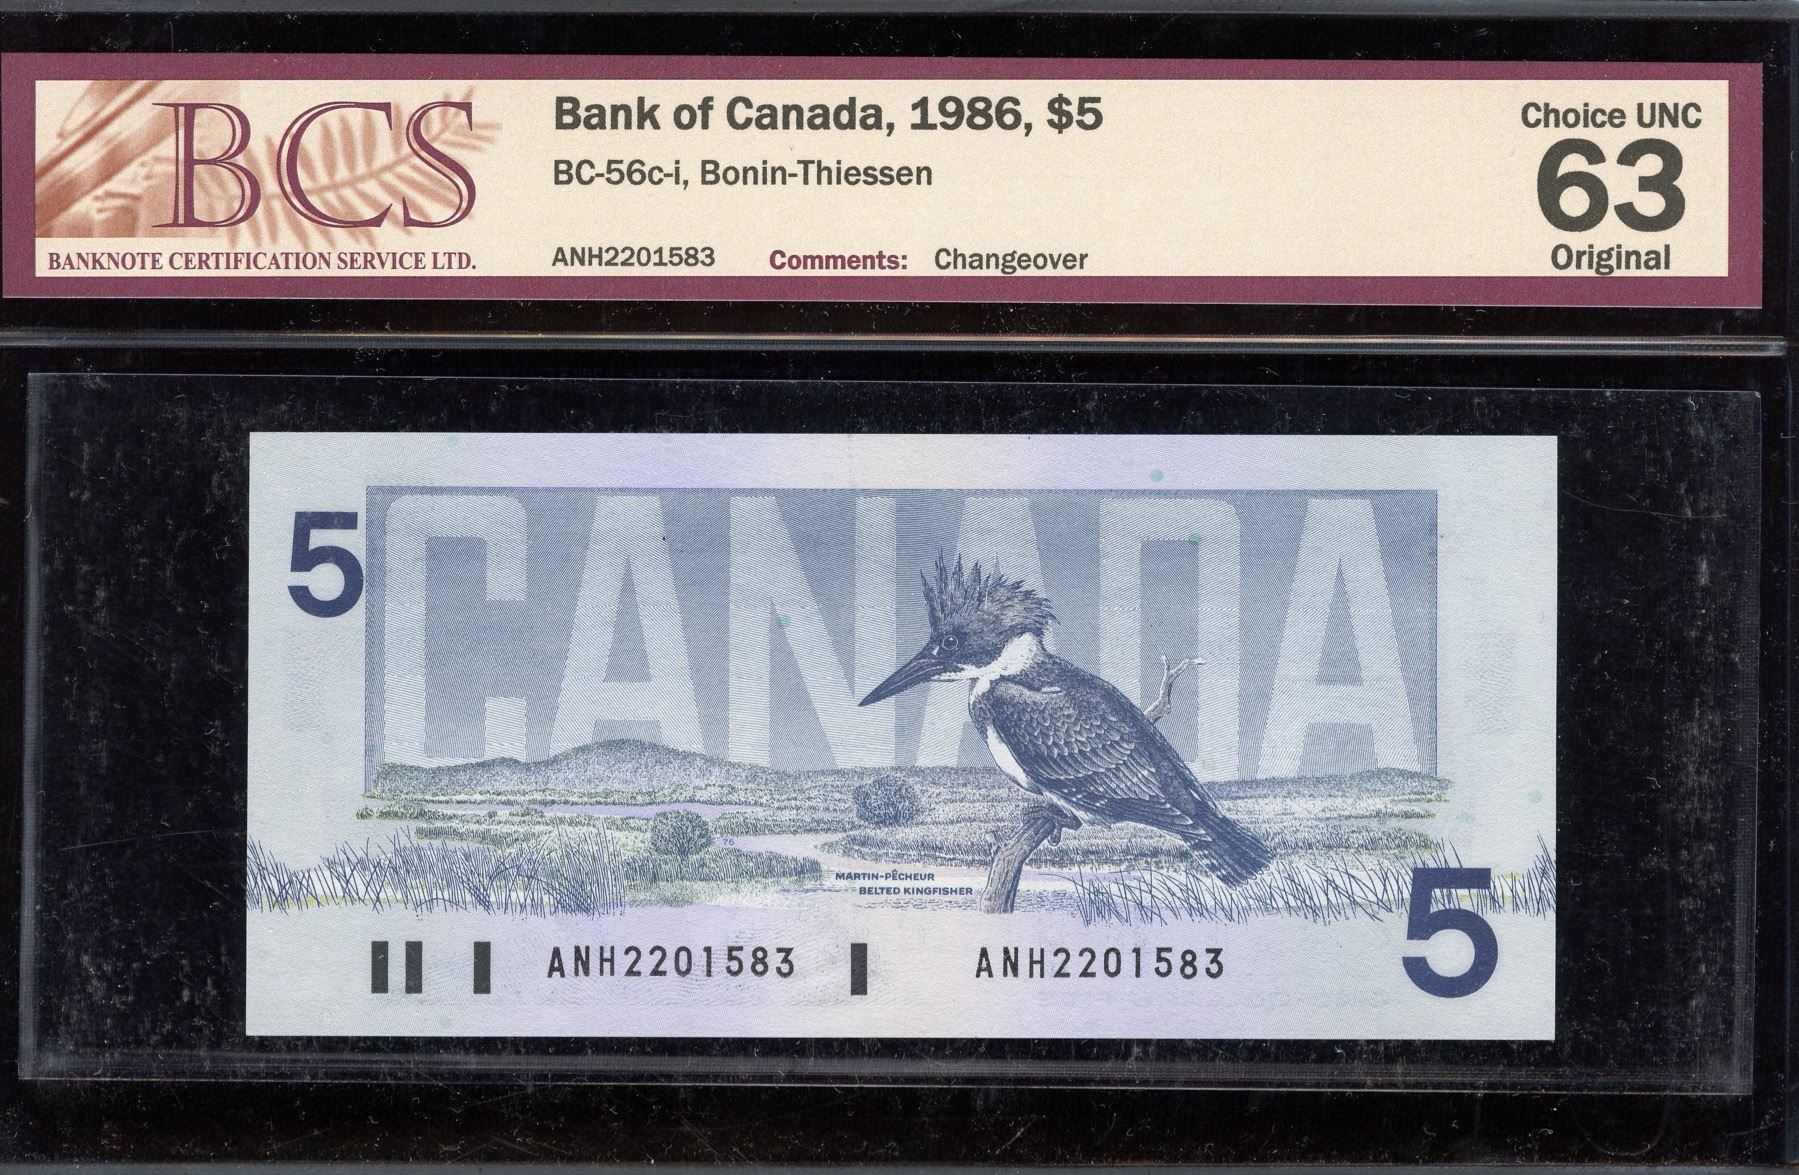 BCS
BANKNOTE CERTIFICATION SERVICE LTD.
Bank of Canada, 1986, $5
BC-56c-i, Bonin-Thiessen
ANH2201583 Comments: Changeover
Choice UNC
63
Original
CANADA
5
76
MARTIN-PÊCHEUR
BELTED KINGFISHER
ANH2201583 ANH2201583
5